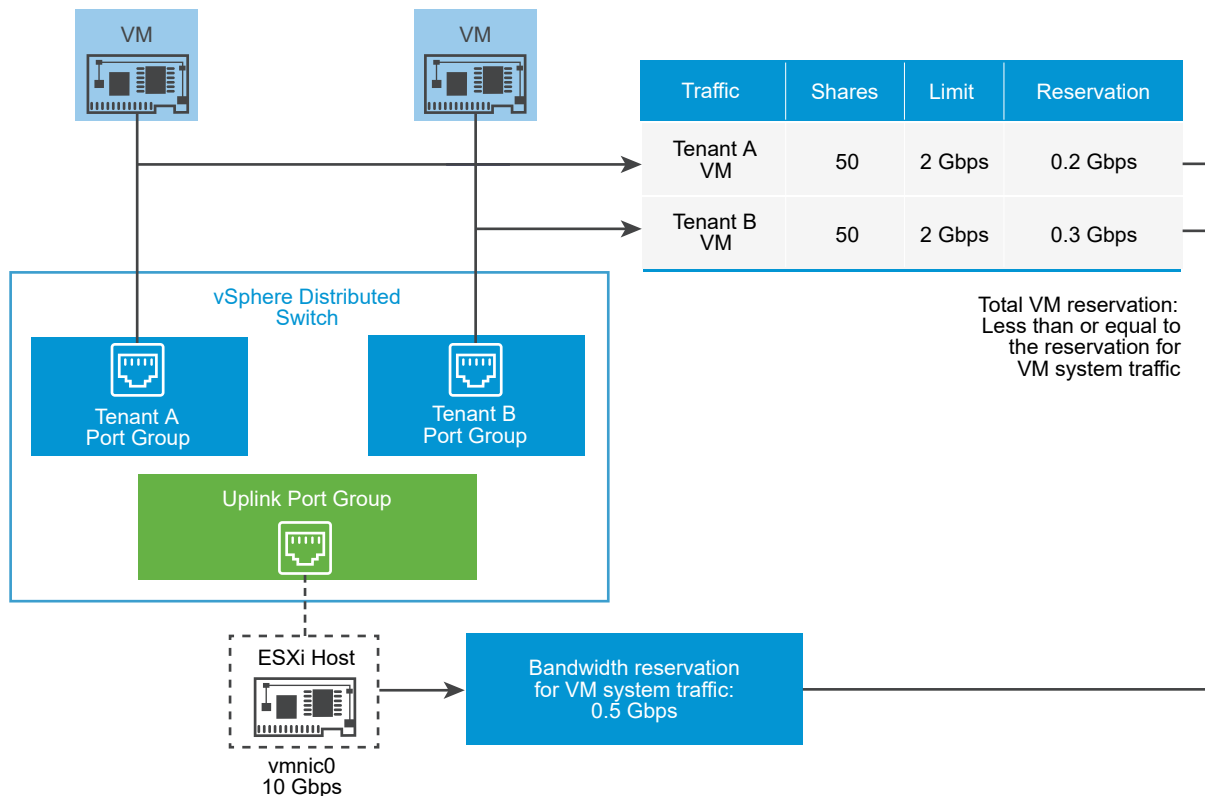 VM
VM
Traffic Shares Limit Reservation
Tenant A
VM
50 2 Gbps 0.2 Gbps
Tenant B
VM
50 2 Gbps 0.3 Gbps
Total VM reservation:
Less than or equal to
the reservation for
VM system traffic
vSphere Distributed
Switch
Tenant A
Port Group
Tenant B
Port Group
Uplink Port Group
ESXi Host
vmnic0
10 Gbps
Bandwidth reservation
for VM system traffic:
0.5 Gbps